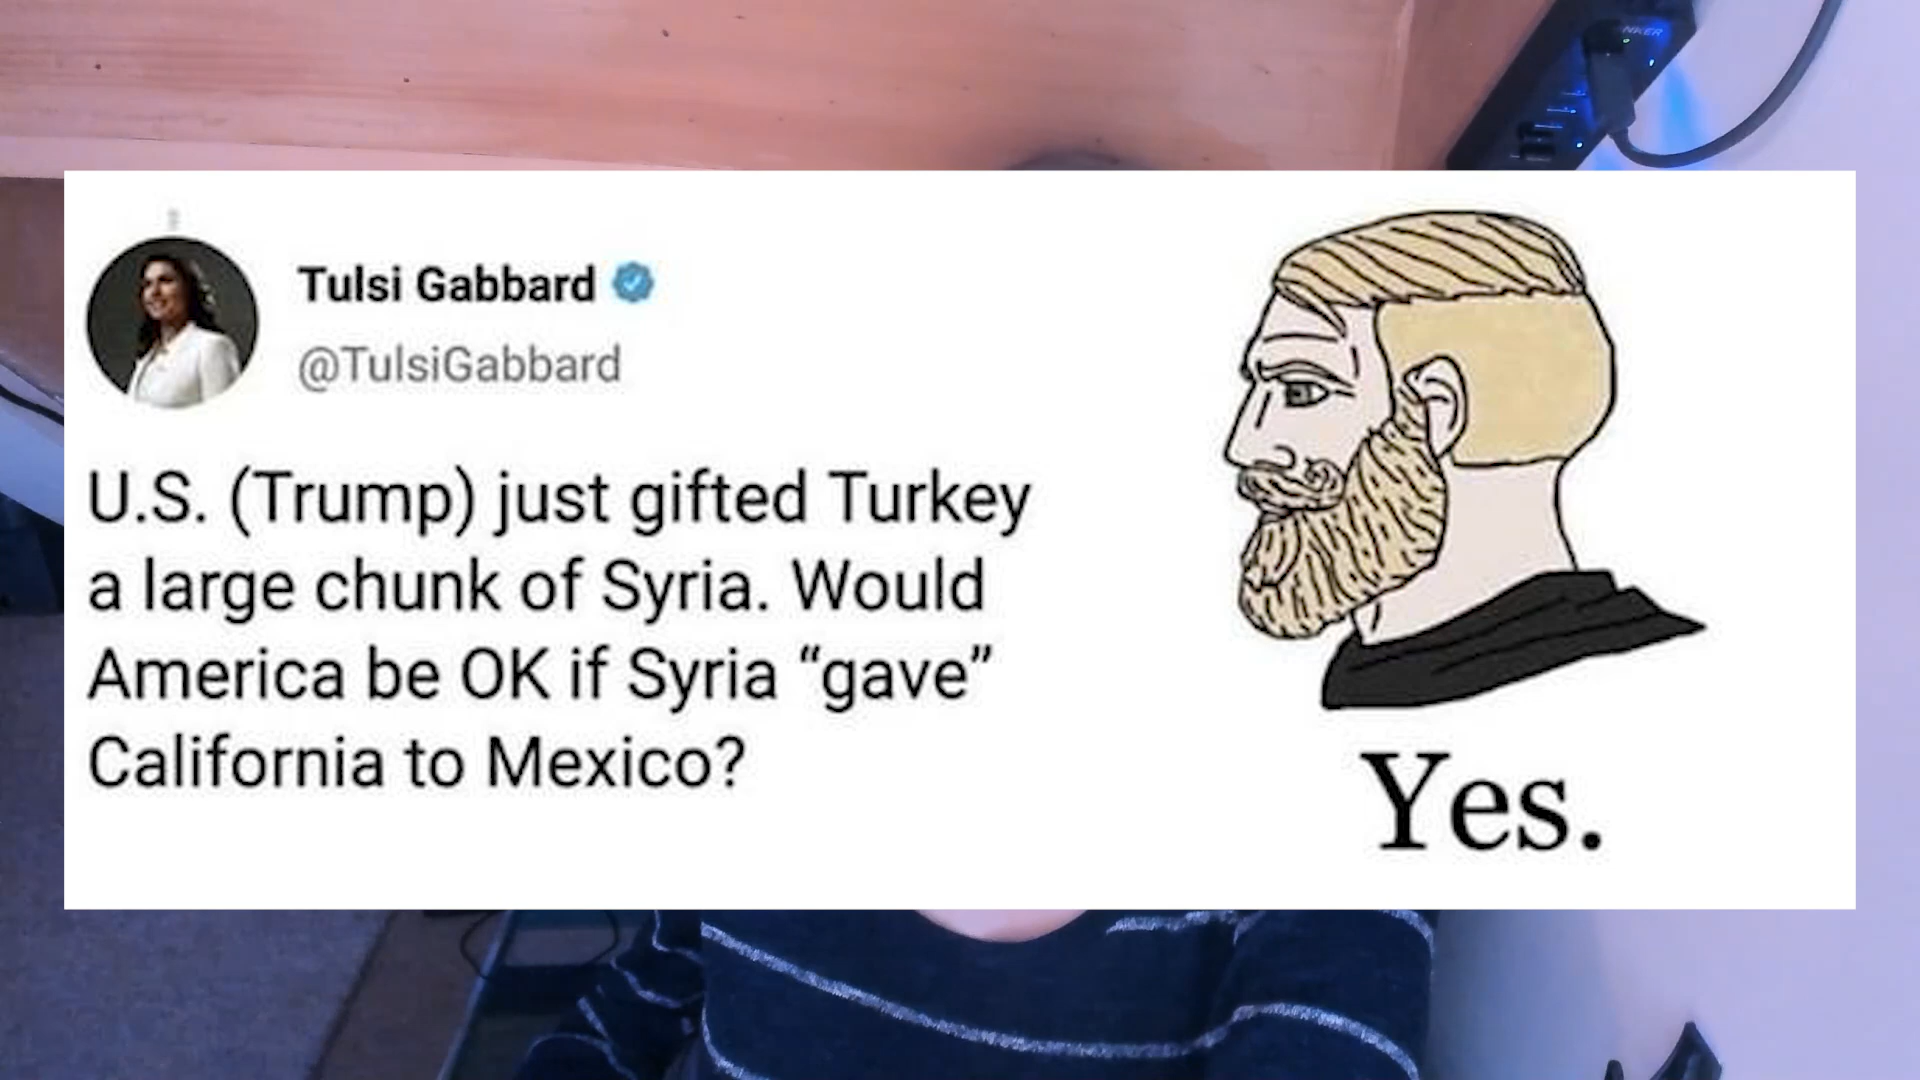 NKER
Tulsi Gabbard
@TulsiGabbard
U.S. (Trump) just gifted Turkey
a large chunk of Syria. Would
America be OK if Syria “gave”
California to Mexico?
Yes.